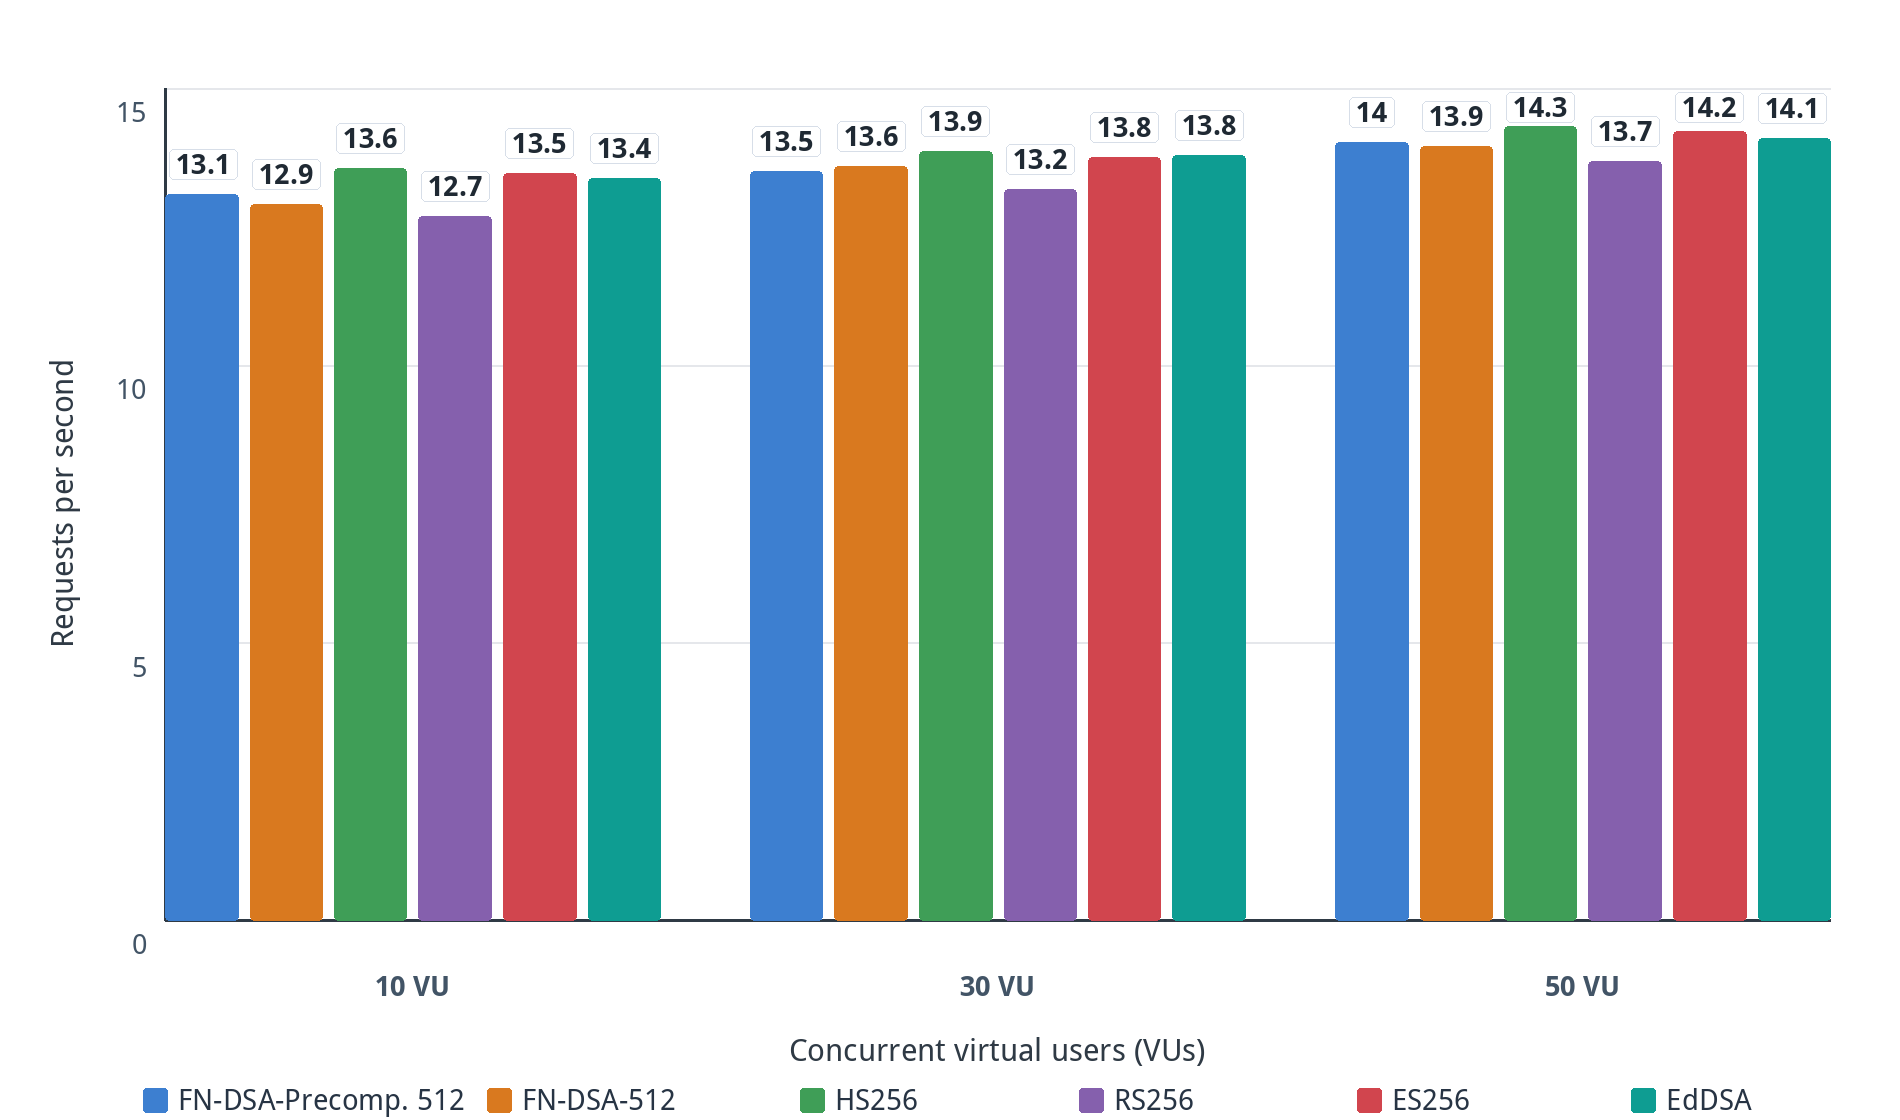 15
10
5
0
Requests per second
13.1 12.9 13.6 12.7 13.5 13.4
13.5 13.6 13.9 13.2 13.8 13.8
14 13.9 14.3 13.7 14.2 14.1
10 VU 30 VU 50 VU
Concurrent virtual users (VUs)
FN-DSA-Precomp. 512 FN-DSA-512 HS256 RS256 ES256 EdDSA